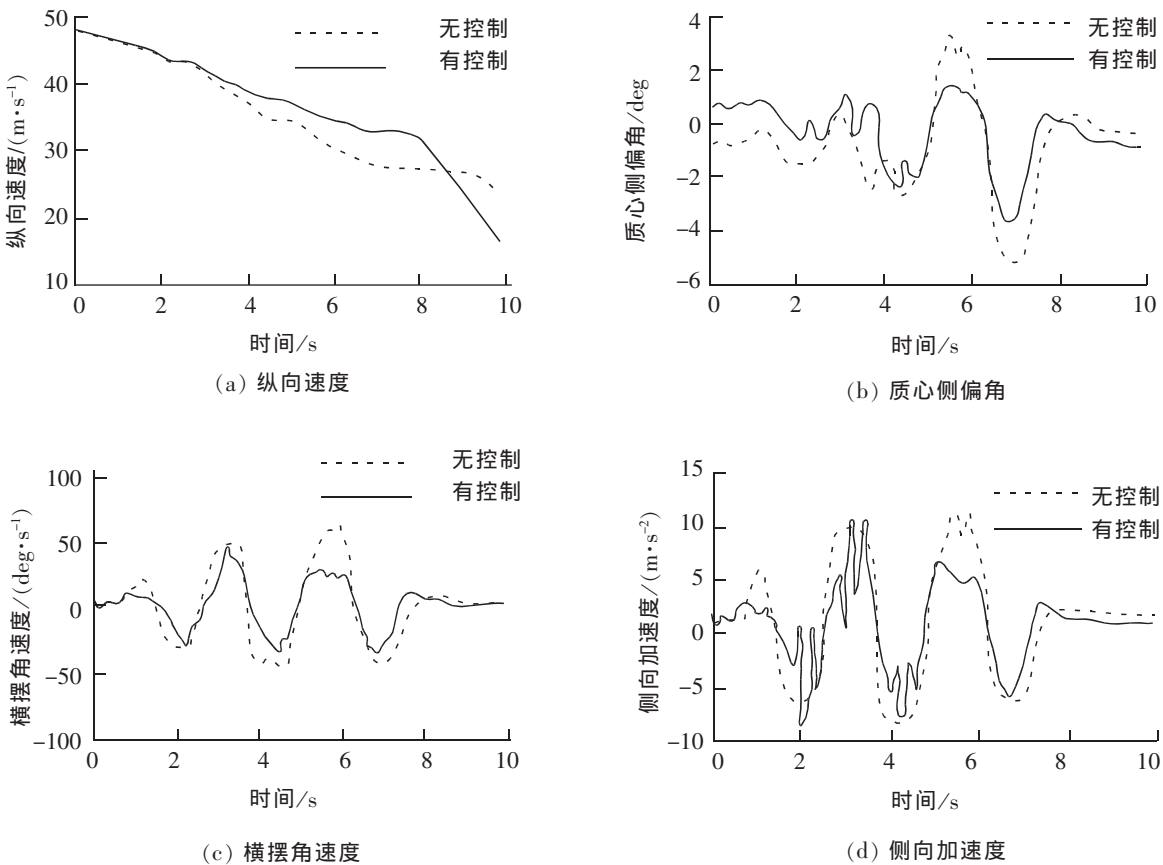 50
40
30
20
10
纵向速度/(m·s⁻¹)
无控制
有控制
0 2 4 6 8 10
时间/s
(a) 纵向速度
4
2
0
−2
−4
−6
质心侧偏角/deg
无控制
有控制
0 2 4 6 8 10
时间/s
(b) 质心侧偏角
100
50
0
−50
−100
横摆角速度/(deg·s⁻¹)
无控制
有控制
0 2 4 6 8 10
时间/s
(c) 横摆角速度
15
10
5
0
−5
−10
侧向加速度/(m·s⁻²)
无控制
有控制
0 2 4 6 8 10
时间/s
(d) 侧向加速度